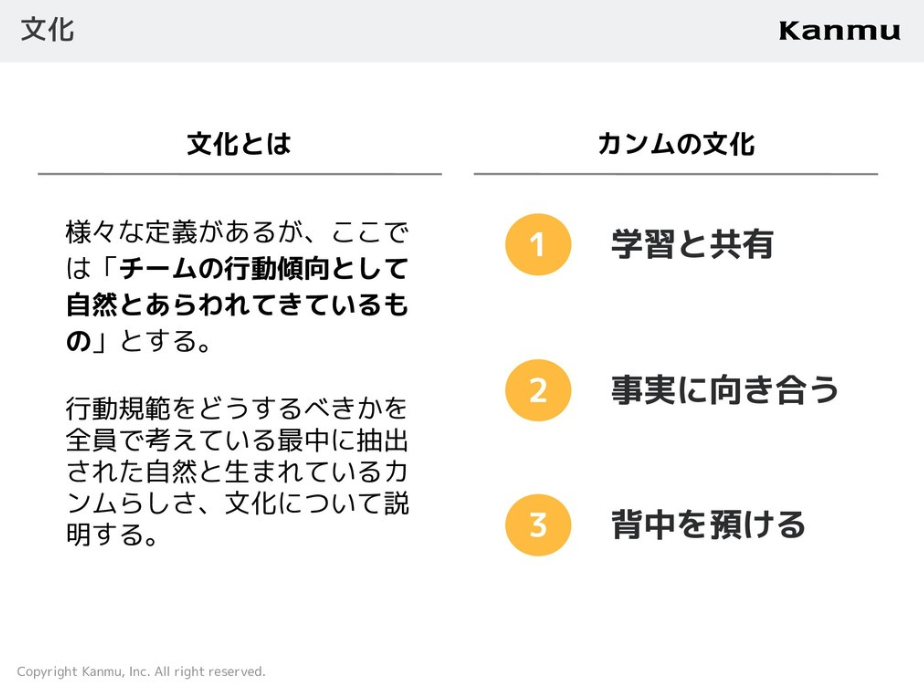 文化
Kanmu
文化とは
様々な定義があるが、ここで
は「チームの行動傾向として
自然とあらわれてきているも
の」とする。
行動規範をどうするべきかを
全員で考えている最中に抽出
された自然と生まれているカ
ンムらしさ、文化について説
明する。
カンムの文化
1 学習と共有
2 事実に向き合う
3 背中を預ける
Copyright Kanmu, Inc. All right reserved.